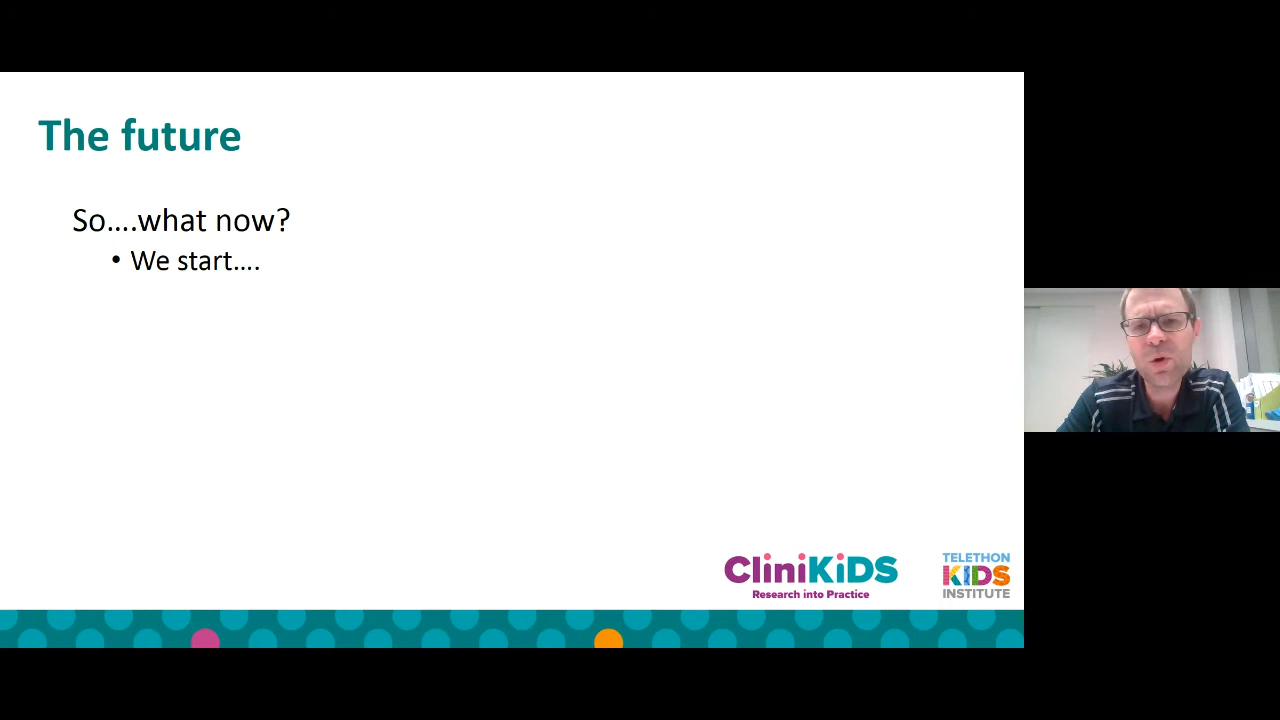 The future
So....what now?
• We start....
CliniKiDS
Research into Practice
TELETHON
KIDS
INSTITUTE